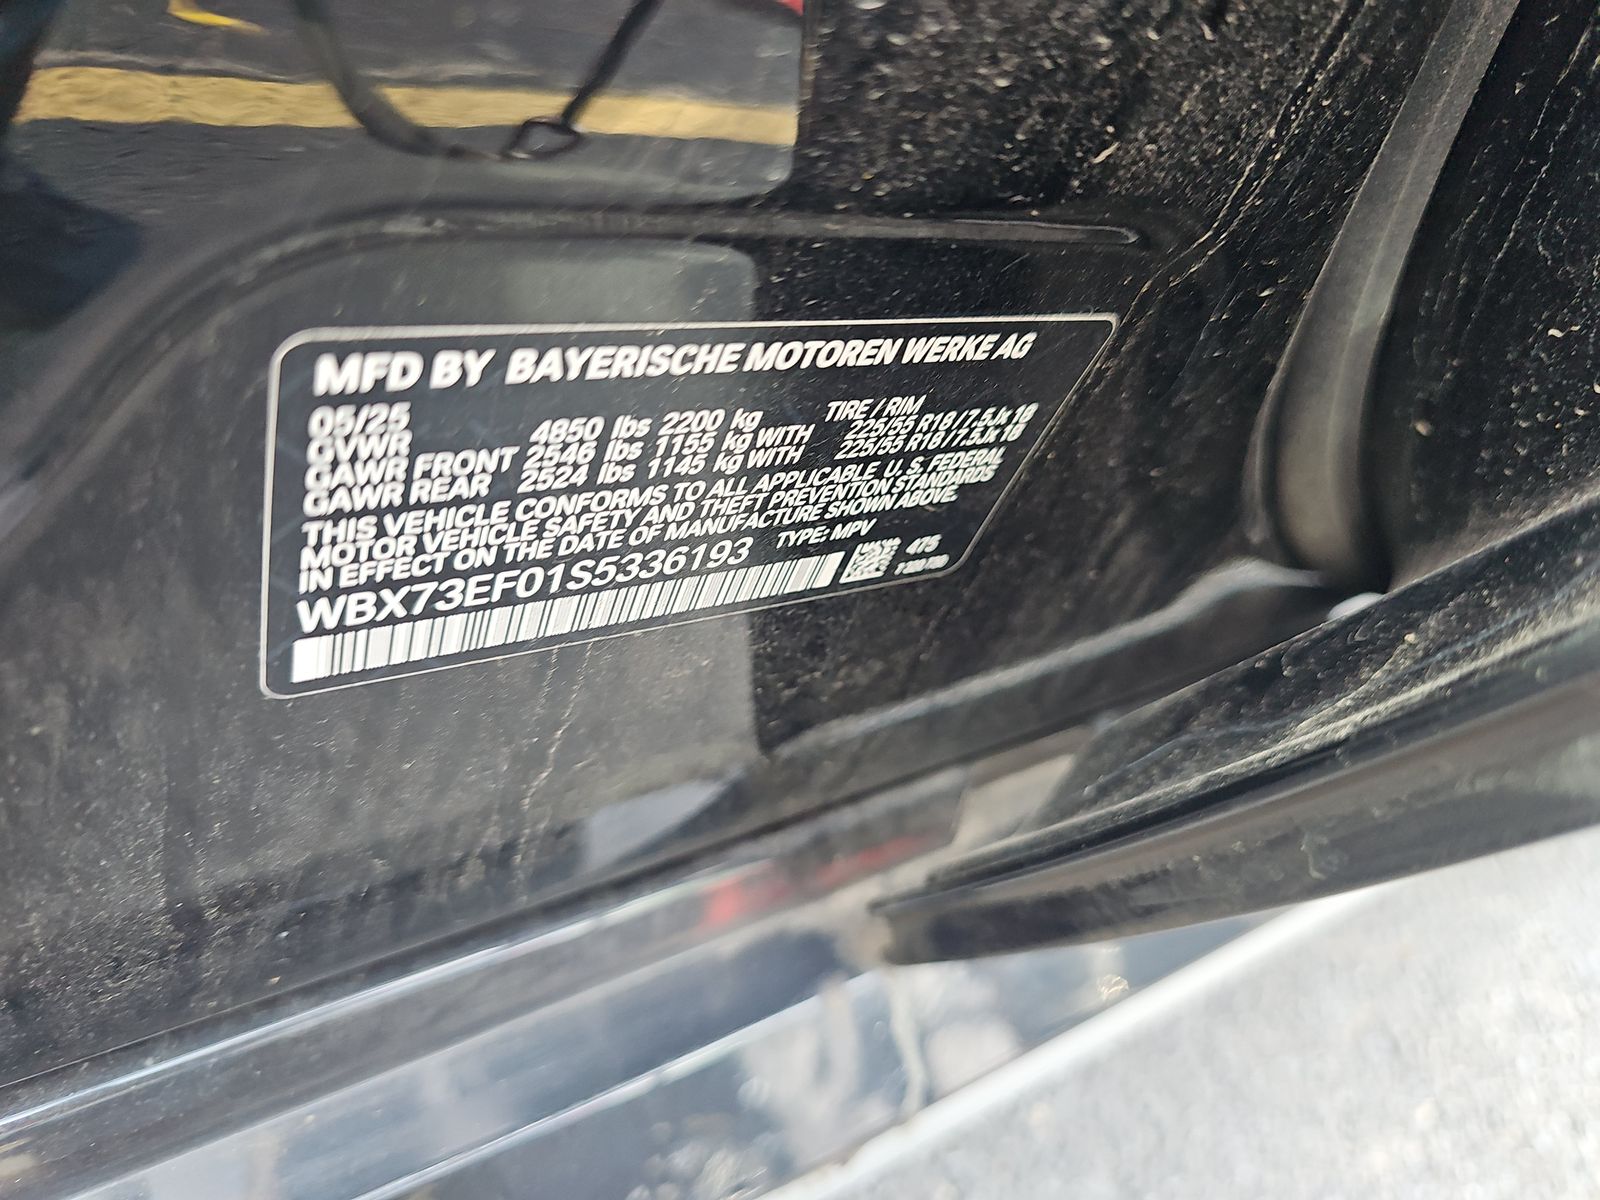 MFD BY BAYERISCHE MOTOREN WERKE AG
05/25
GVWR 4850 lbs 2200 kg TIRE / RIM
GAWR FRONT 2546 lbs 1155 kg WITH 225/55 R18 / 7.5Jx18
GAWR REAR 2524 lbs 1145 kg WITH 225/55 R18 / 7.5Jx18
THIS VEHICLE CONFORMS TO ALL APPLICABLE U.S. FEDERAL
MOTOR VEHICLE SAFETY AND THEFT PREVENTION STANDARDS
IN EFFECT ON THE DATE OF MANUFACTURE SHOWN ABOVE.
WBX73EF01S5336193 TYPE: MPV
475